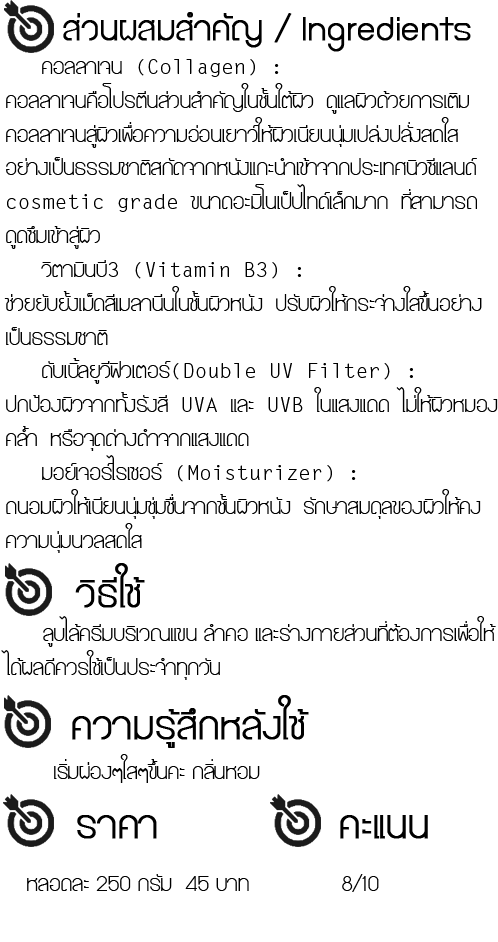 ส่วนผสมสำคัญ / Ingredients
คอลลาเจน (Collagen) :
คอลลาเจนคือโปรตีนส่วนสำคัญในชั้นใต้ผิว ดูแลผิวด้วยการเติม
คอลลาเจนสู่ผิวเพื่อความอ่อนเยาว์ให้ผิวเนียนนุ่มเปล่งปลั่งสดใส
อย่างเป็นธรรมชาติสกัดจากหนังแกะนำเข้าจากประเทศนิวซีแลนด์
cosmetic grade ขนาดอะมิโนเป็ปไทด์เล็กมาก ที่สามารถ
ดูดซึมเข้าสู่ผิว
วิตามินบี3 (Vitamin B3) :
ช่วยยับยั้งเม็ดสีเมลานีนในชั้นผิวหนัง ปรับผิวให้กระจ่างใสขึ้นอย่าง
เป็นธรรมชาติ
ดับเบิ้ลยูวีฟิวเตอร์(Double UV Filter) :
ปกป้องผิวจากทั้งรังสี UVA และ UVB ในแสงแดด ไม่ให้ผิวหมอง
คล้ำ หรือจุดด่างดำจากแสงแดด
มอย์เจอร์ไรเซอร์ (Moisturizer) :
ถนอมผิวให้เนียนนุ่มชุ่มชื่นจากชั้นผิวหนัง รักษาสมดุลของผิวให้คง
ความนุ่มนวลสดใส
วิธีใช้
ลูบไล้ครีมบริเวณแขน ลำคอ และร่างกายส่วนที่ต้องการเพื่อให้
ได้ผลดีควรใช้เป็นประจำทุกวัน
ความรู้สึกหลังใช้
เริ่มผ่องๆใสๆขึ้นคะ กลิ่นหอม
ราคา คะแนน
หลอดละ 250 กรัม 45 บาท 8/10